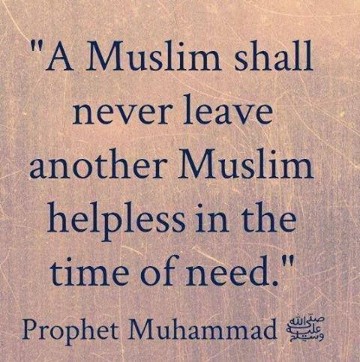 "A Muslim shall
never leave
another Muslim
helpless in the
time of need."
Prophet Muhammad ﷺ